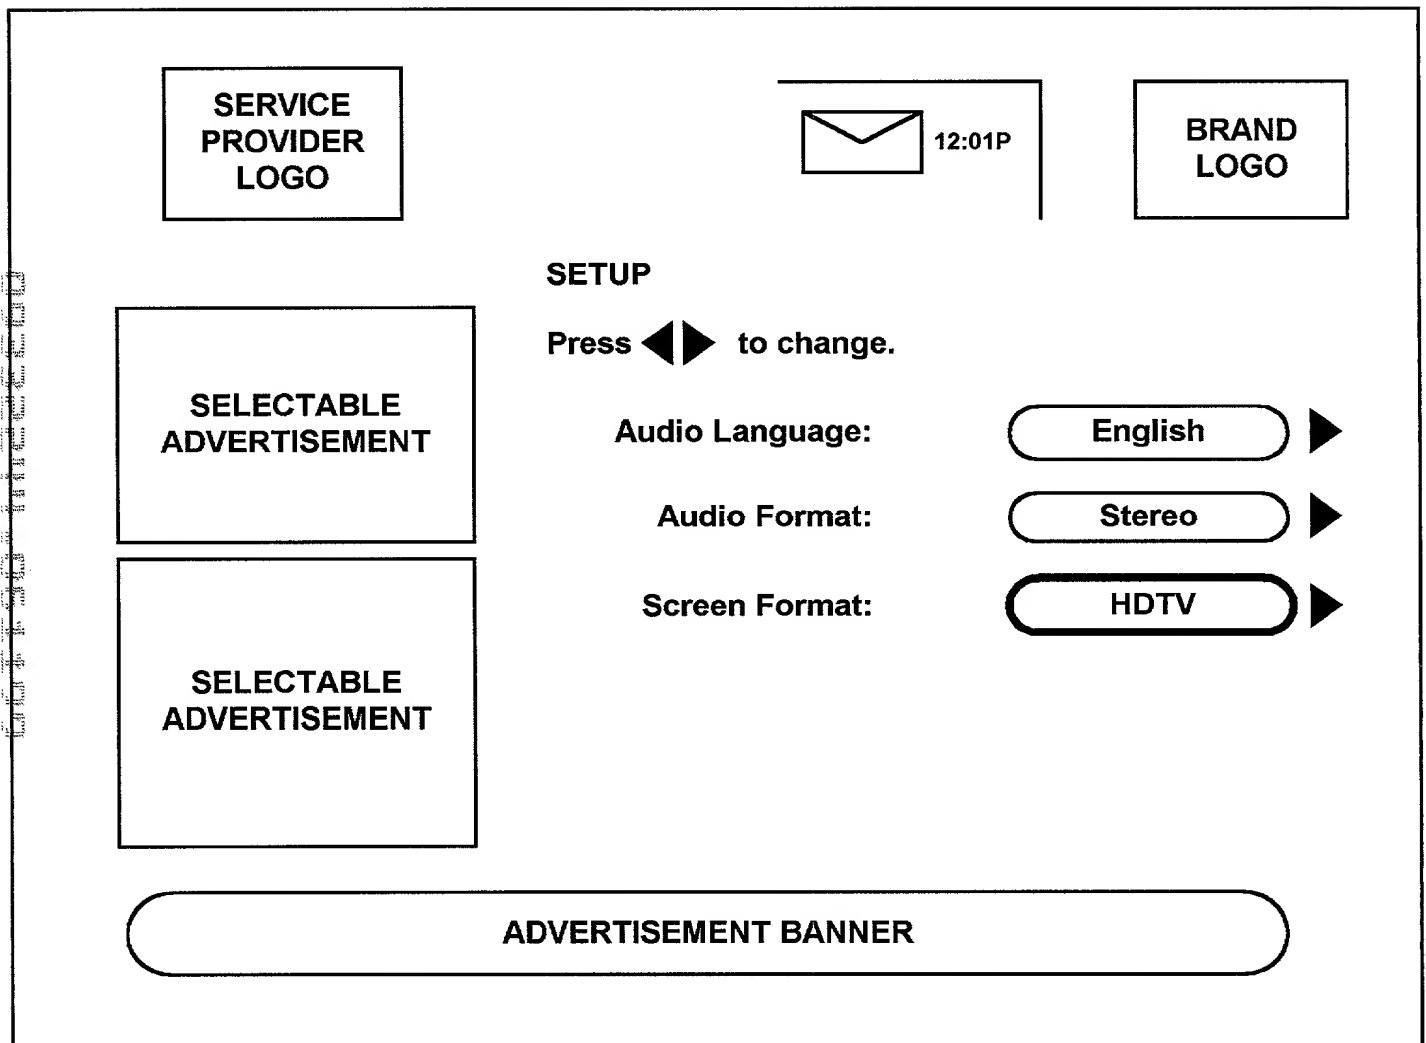 SERVICE
PROVIDER
LOGO
12:01P
BRAND
LOGO
SETUP
Press to change.
SELECTABLE
ADVERTISEMENT
Audio Language: English
Audio Format: Stereo
Screen Format: HDTV
SELECTABLE
ADVERTISEMENT
ADVERTISEMENT BANNER